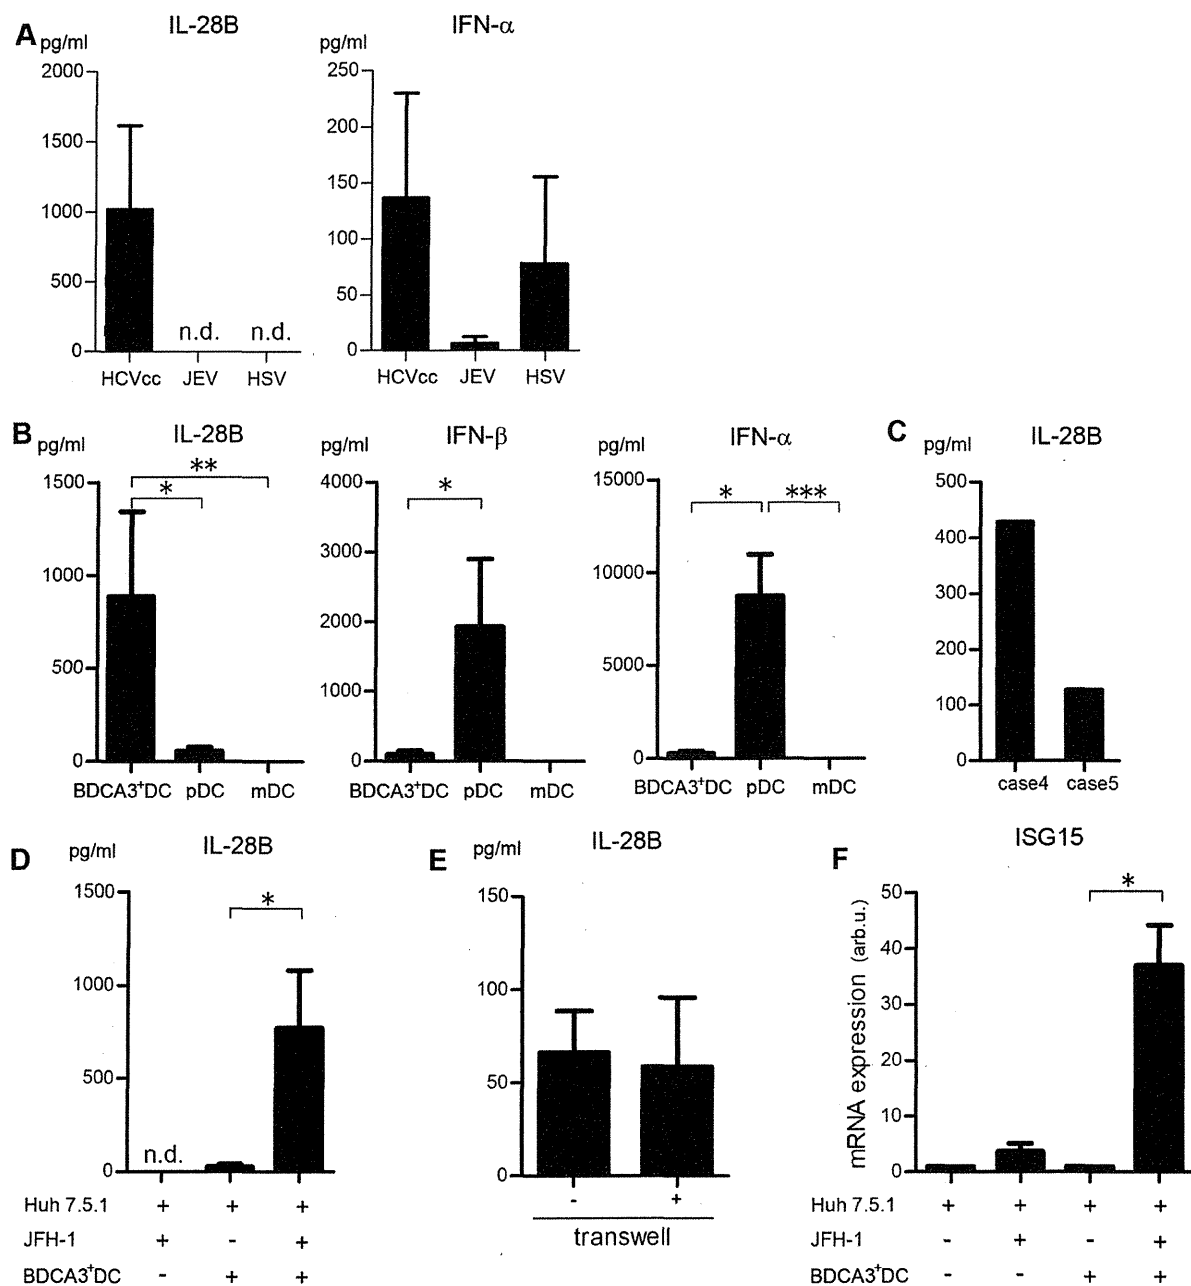 A
IL-28B
pg/ml
2000
1500
1000
500
0
n.d. n.d.
HCVcc JEV HSV
IFN-α
pg/ml
250
200
150
100
50
0
HCVcc JEV HSV
B
IL-28B
pg/ml
1500
1000
500
0
**
*
BDCA3⁺DC pDC mDC
IFN-β
pg/ml
4000
3000
2000
1000
0
*
BDCA3⁺DC pDC mDC
IFN-α
pg/ml
15000
10000
5000
0
* ***
BDCA3⁺DC pDC mDC
C
IL-28B
pg/ml
500
400
300
200
100
0
case4 case5
D
IL-28B
pg/ml
1500
1000
500
0
*
n.d.
Huh 7.5.1 + + +
JFH-1 + - +
BDCA3⁺DC - + +
E
IL-28B
pg/ml
150
100
50
0
- +
transwell
F
ISG15
mRNA expression (arb.u.)
50
40
30
20
10
0
*
Huh 7.5.1 + + + +
JFH-1 - + - +
BDCA3⁺DC - - + +